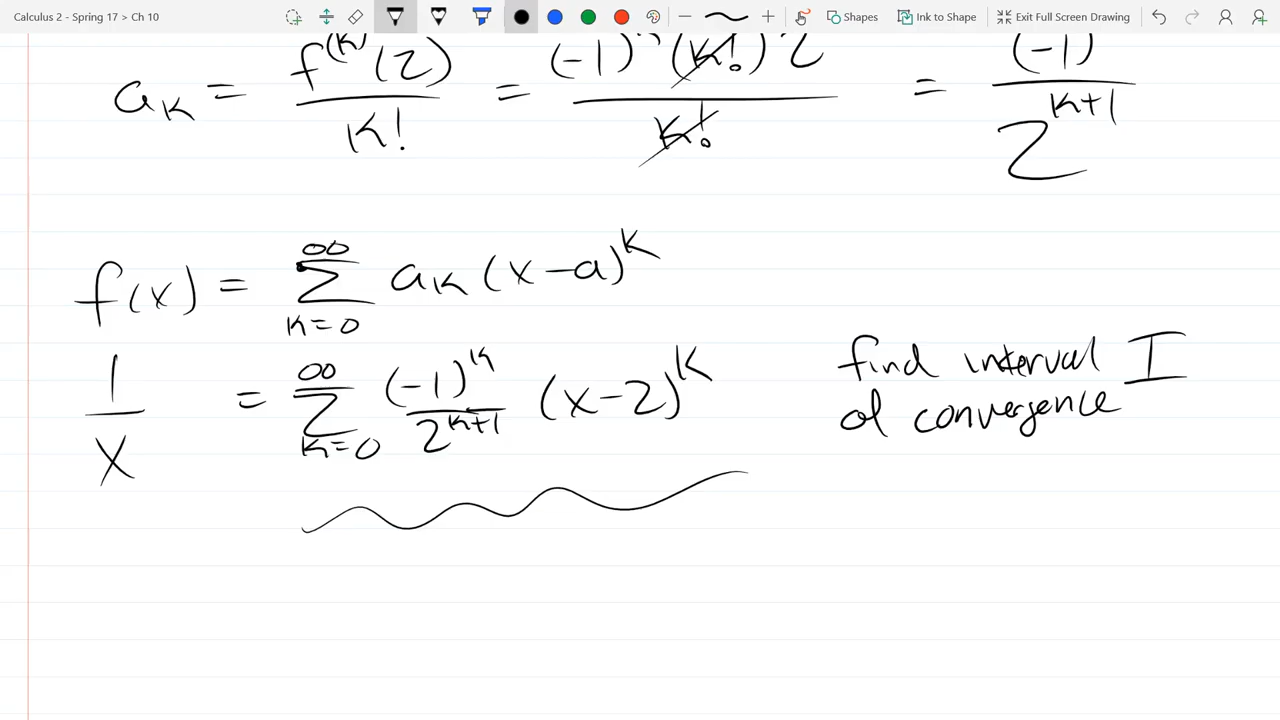 Calculus 2 - Spring 17 > Ch 10 Shapes Ink to Shape Exit Full Screen Drawing
aₖ = f⁽ᵏ⁾(2) / k! = (-1)ᵏ (k!) 2 / k! = (-1) / 2ᵏ⁺¹
f(x) = ∑ₖ₌₀^∞ aₖ (x-a)ᵏ
1/x = ∑ₖ₌₀^∞ (-1)ᵏ / 2ᵏ⁺¹ (x-2)ᵏ
find interval I
of convergence